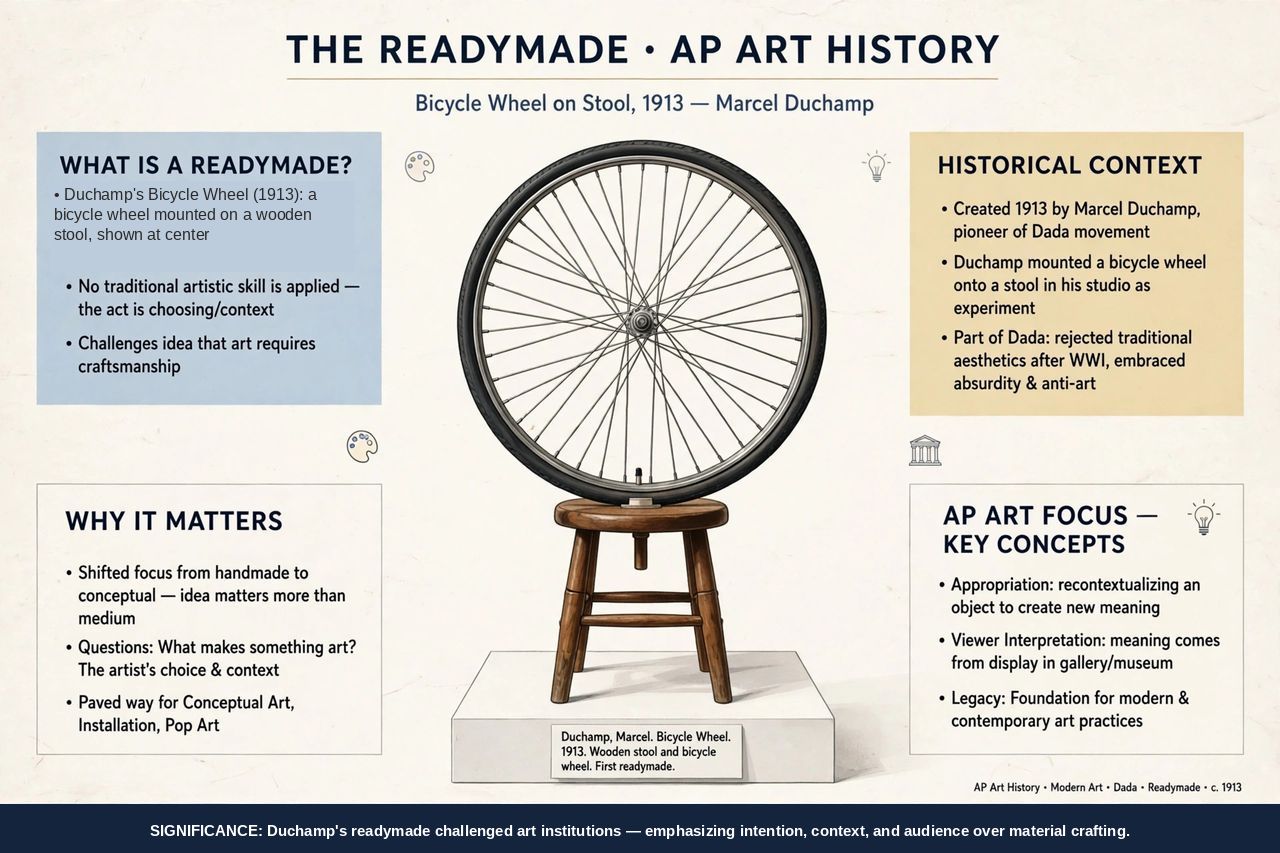 THE READYMADE · AP ART HISTORY
Bicycle Wheel on Stool, 1913 — Marcel Duchamp
WHAT IS A READYMADE?
• Duchamp's Bicycle Wheel (1913): a
bicycle wheel mounted on a wooden
stool, shown at center
• No traditional artistic skill is applied —
the act is choosing/context
• Challenges idea that art requires
craftsmanship
HISTORICAL CONTEXT
• Created 1913 by Marcel Duchamp,
pioneer of Dada movement
• Duchamp mounted a bicycle wheel
onto a stool in his studio as
experiment
• Part of Dada: rejected traditional
aesthetics after WWI, embraced
absurdity & anti-art
WHY IT MATTERS
• Shifted focus from handmade to
conceptual — idea matters more than
medium
• Questions: What makes something art?
The artist's choice & context
• Paved way for Conceptual Art,
Installation, Pop Art
AP ART FOCUS —
KEY CONCEPTS
• Appropriation: recontextualizing an
object to create new meaning
• Viewer Interpretation: meaning comes
from display in gallery/museum
• Legacy: Foundation for modern &
contemporary art practices
Duchamp, Marcel. Bicycle Wheel.
1913. Wooden stool and bicycle
wheel. First readymade.
AP Art History • Modern Art • Dada • Readymade • c. 1913
SIGNIFICANCE: Duchamp's readymade challenged art institutions — emphasizing intention, context, and audience over material crafting.